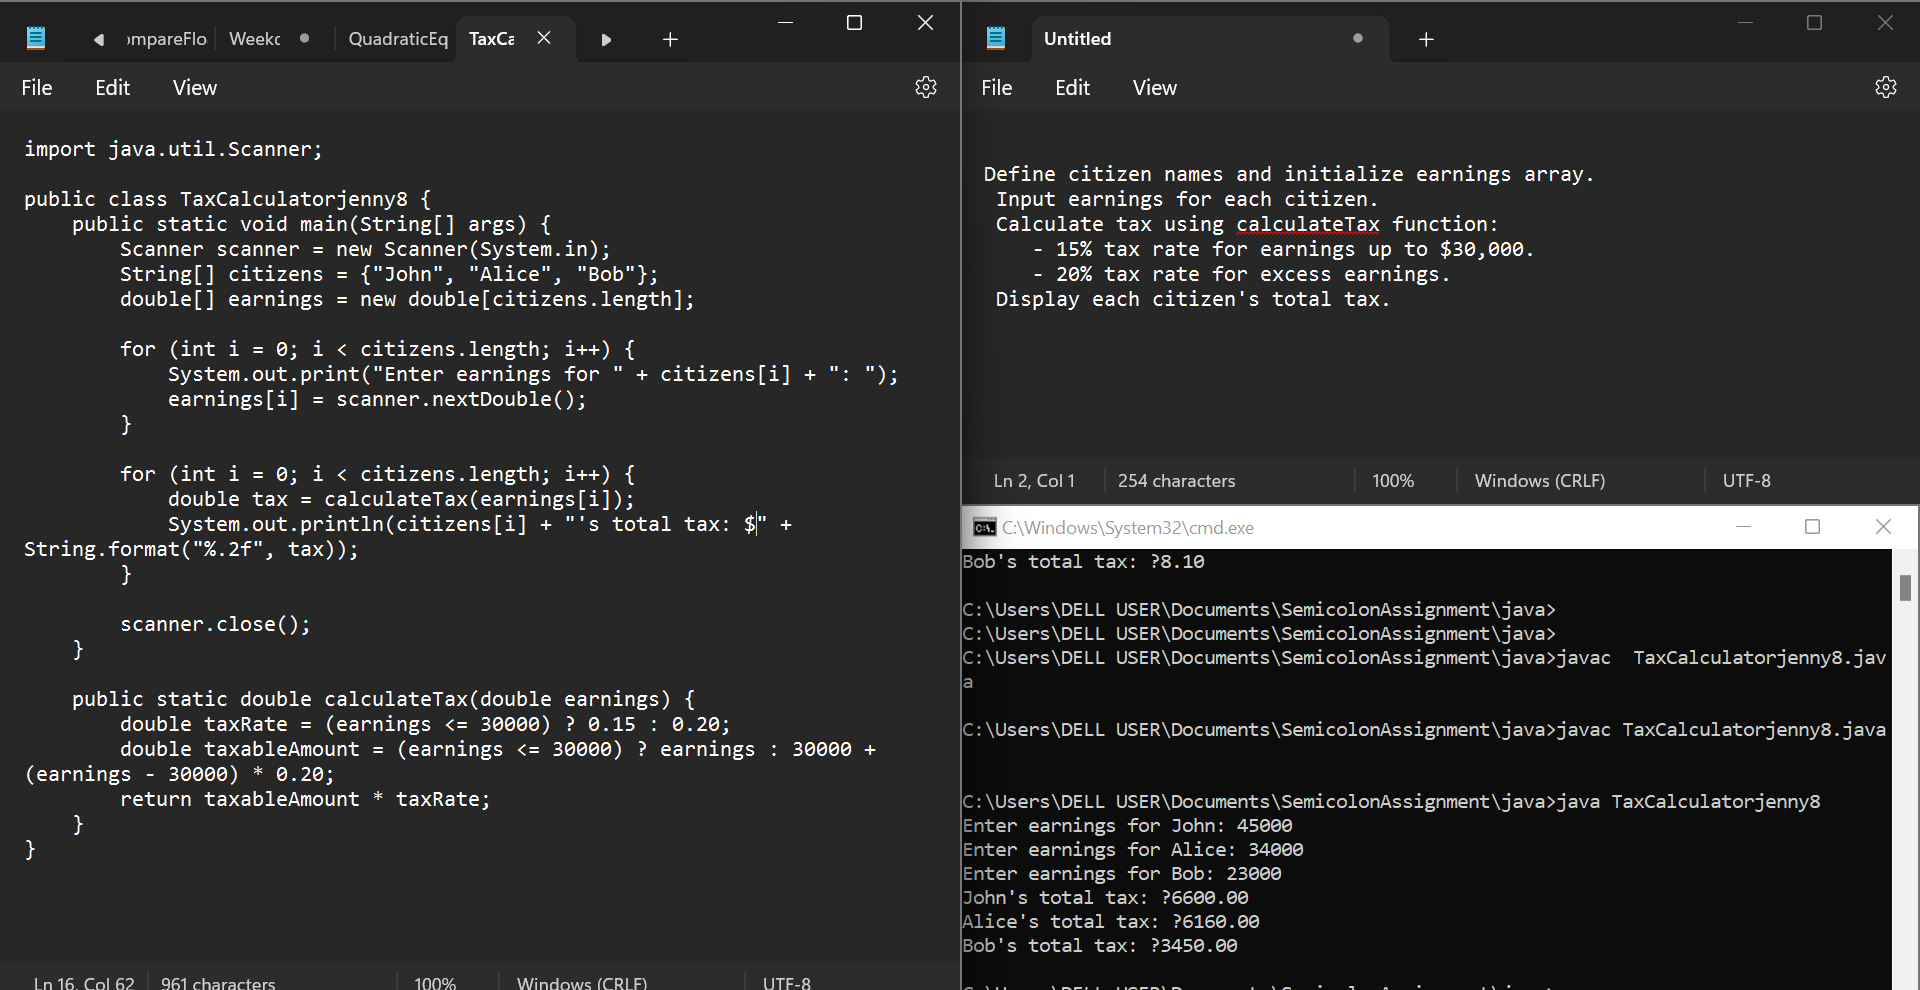 ompareFlo
Weekc
QuadraticEq
TaxCa
File
Edit
View
import java.util.Scanner;
public class TaxCalculatorjenny8 {
public static void main(String[] args) {
Scanner scanner = new Scanner(System.in);
String[] citizens = {"John", "Alice", "Bob"};
double[] earnings = new double[citizens.length];
for (int i = 0; i < citizens.length; i++) {
System.out.print("Enter earnings for " + citizens[i] + ": ");
earnings[i] = scanner.nextDouble();
}
for (int i = 0; i < citizens.length; i++) {
double tax = calculateTax(earnings[i]);
System.out.println(citizens[i] + "'s total tax: $" +
String.format("%.2f", tax));
}
scanner.close();
}
public static double calculateTax(double earnings) {
double taxRate = (earnings <= 30000) ? 0.15 : 0.20;
double taxableAmount = (earnings <= 30000) ? earnings : 30000 +
(earnings - 30000) * 0.20;
return taxableAmount * taxRate;
}
}
Ln 16, Col 62
961 characters
100%
Windows (CRLF)
UTF-8
Untitled
File
Edit
View
Define citizen names and initialize earnings array.
Input earnings for each citizen.
Calculate tax using calculateTax function:
- 15% tax rate for earnings up to $30,000.
- 20% tax rate for excess earnings.
Display each citizen's total tax.
Ln 2, Col 1
254 characters
100%
Windows (CRLF)
UTF-8
C:\Windows\System32\cmd.exe
Bob's total tax: ?8.10
C:\Users\DELL USER\Documents\SemicolonAssignment\java>
C:\Users\DELL USER\Documents\SemicolonAssignment\java>
C:\Users\DELL USER\Documents\SemicolonAssignment\java>javac  TaxCalculatorjenny8.jav
a
C:\Users\DELL USER\Documents\SemicolonAssignment\java>javac TaxCalculatorjenny8.java
C:\Users\DELL USER\Documents\SemicolonAssignment\java>java TaxCalculatorjenny8
Enter earnings for John: 45000
Enter earnings for Alice: 34000
Enter earnings for Bob: 23000
John's total tax: ?6600.00
Alice's total tax: ?6160.00
Bob's total tax: ?3450.00